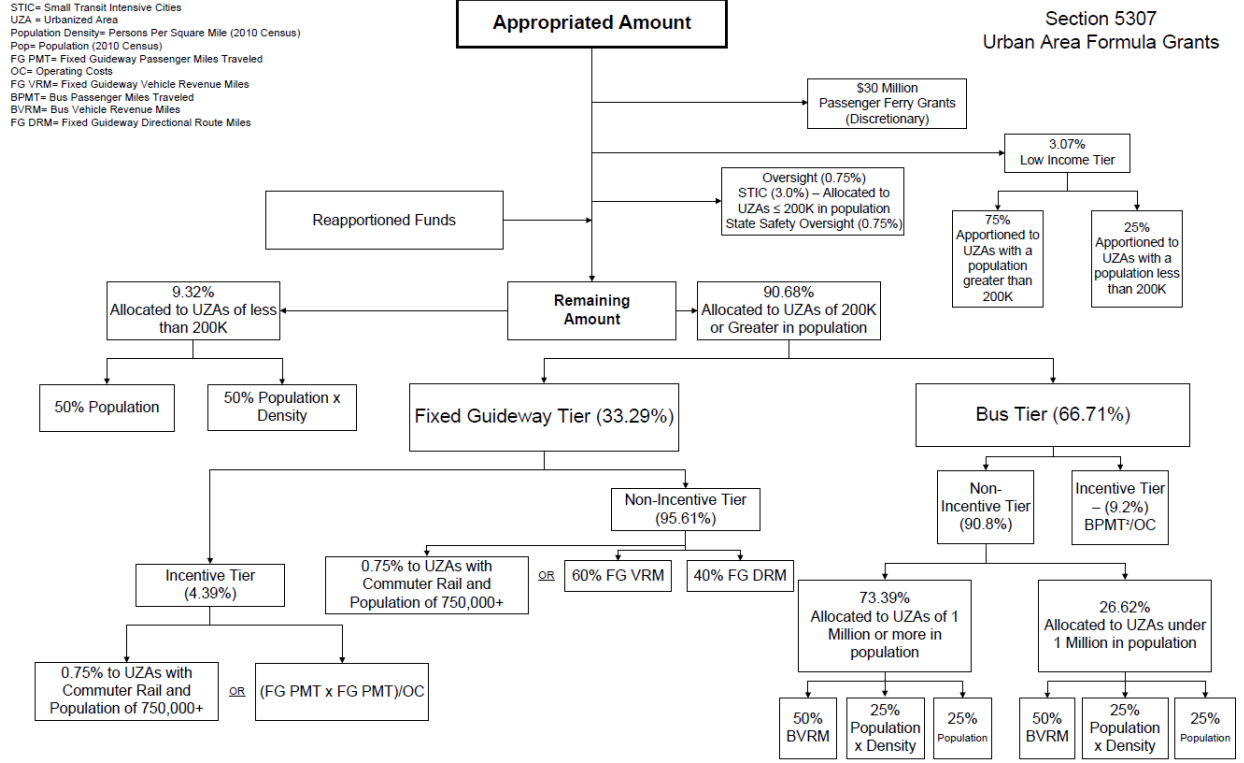 STIC= Small Transit Intensive Cities
UZA = Urbanized Area
Population Density= Persons Per Square Mile (2010 Census)
Pop= Population (2010 Census)
FG PMT= Fixed Guideway Passenger Miles Traveled
OC= Operating Costs
FG VRM= Fixed Guideway Vehicle Revenue Miles
BPMT= Bus Passenger Miles Traveled
BVRM= Bus Vehicle Revenue Miles
FG DRM= Fixed Guideway Directional Route Miles
Appropriated Amount
Section 5307
Urban Area Formula Grants
$30 Million
Passenger Ferry Grants
(Discretionary)
3.07%
Low Income Tier
Oversight (0.75%)
STIC (3.0%) – Allocated to
UZAs ≤ 200K in population
State Safety Oversight (0.75%)
Reapportioned Funds
75%
Apportioned to
UZAs with a
population
greater than
200K
25%
Apportioned to
UZAs with a
population less
than 200K
9.32%
Allocated to UZAs of less
than 200K
Remaining
Amount
90.68%
Allocated to UZAs of 200K
or Greater in population
50% Population
50% Population x
Density
Fixed Guideway Tier (33.29%)
Bus Tier (66.71%)
Non-Incentive Tier
(95.61%)
Non-
Incentive Tier
(90.8%)
Incentive Tier
– (9.2%)
BPMT²/OC
Incentive Tier
(4.39%)
0.75% to UZAs with
Commuter Rail and
Population of 750,000+
OR
60% FG VRM
40% FG DRM
73.39%
Allocated to UZAs of 1
Million or more in
population
26.62%
Allocated to UZAs under
1 Million in population
0.75% to UZAs with
Commuter Rail and
Population of 750,000+
OR
(FG PMT x FG PMT)/OC
50%
BVRM
25%
Population
x Density
25%
Population
50%
BVRM
25%
Population
x Density
25%
Population